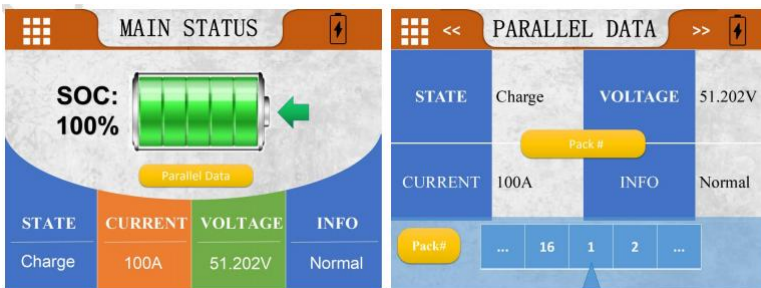 MAIN STATUS
SOC:
100%
Parallel Data
STATE CURRENT VOLTAGE INFO
Charge 100A 51.202V Normal
<< PARALLEL DATA >>
STATE Charge VOLTAGE 51.202V
Pack #
CURRENT 100A INFO Normal
Pack# ... 16 1 2 ...